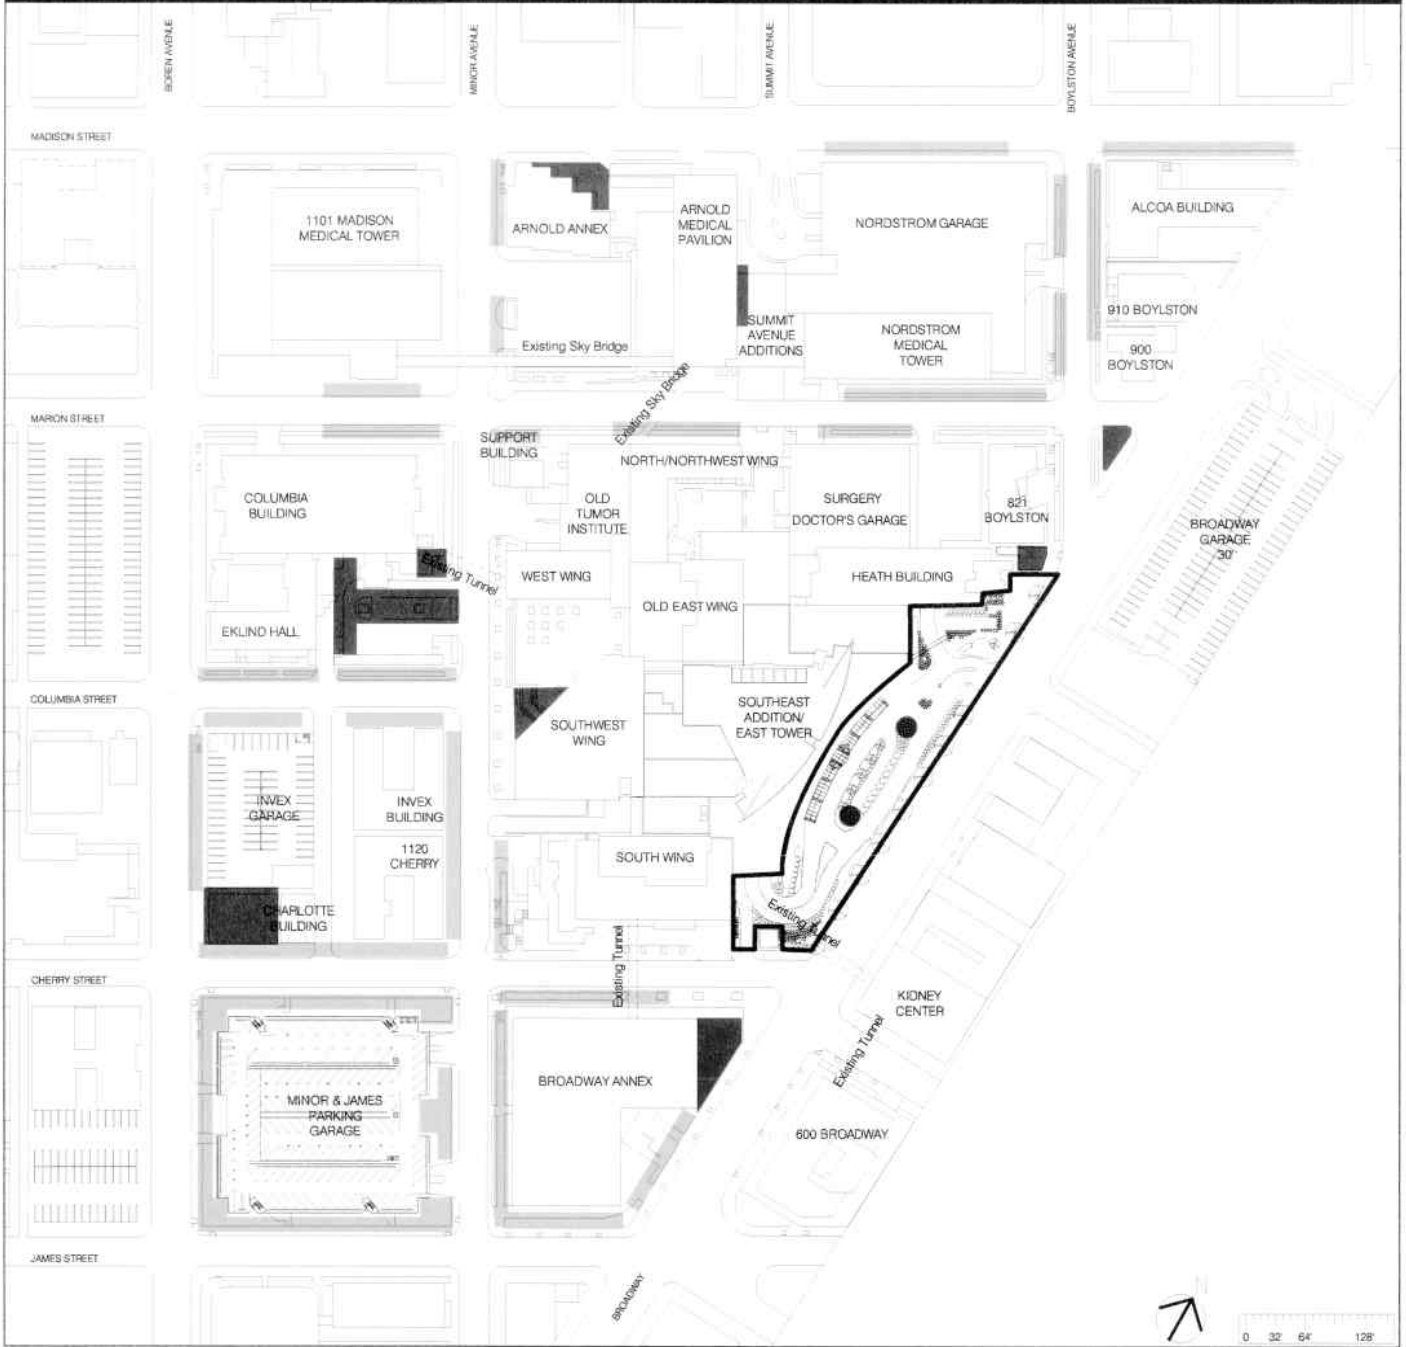 BOREN AVENUE
MINOR AVENUE
SUMMIT AVENUE
BOYLSTON AVENUE
MADISON STREET
1101 MADISON
MEDICAL TOWER
ARNOLD ANNEX
ARNOLD
MEDICAL
PAVILION
NORDSTROM GARAGE
ALCOA BUILDING
910 BOYLSTON
900
BOYLSTON
SUMMIT
AVENUE
ADDITIONS
NORDSTROM
MEDICAL
TOWER
Existing Sky Bridge
Existing Sky Bridge
MARION STREET
SUPPORT
BUILDING
NORTH/NORTHWEST WING
COLUMBIA
BUILDING
OLD
TUMOR
INSTITUTE
SURGERY
DOCTOR'S GARAGE
821
BOYLSTON
BROADWAY
GARAGE
30'
Existing Tunnel
WEST WING
HEATH BUILDING
OLD EAST WING
EKLIND HALL
COLUMBIA STREET
SOUTHWEST
WING
SOUTHEAST
ADDITION/
EAST TOWER
INVEX
GARAGE
INVEX
BUILDING
1120
CHERRY
SOUTH WING
CHARLOTTE
BUILDING
Existing Tunnel
Existing Tunnel
CHERRY STREET
KIDNEY
CENTER
Existing Tunnel
BROADWAY ANNEX
MINOR & JAMES
PARKING
GARAGE
600 BROADWAY
JAMES STREET
BROADWAY
N
0 32' 64' 128'